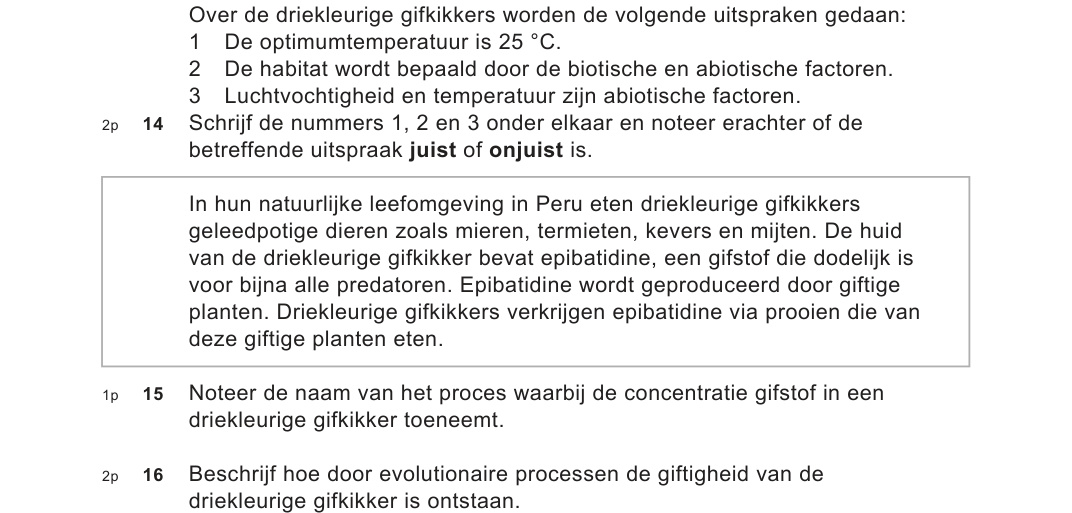 Over de driekleurige gifkikkers worden de volgende uitspraken gedaan:
1 De optimumtemperatuur is 25 °C.
2 De habitat wordt bepaald door de biotische en abiotische factoren.
3 Luchtvochtigheid en temperatuur zijn abiotische factoren.
2p 14 Schrijf de nummers 1, 2 en 3 onder elkaar en noteer erachter of de
betreffende uitspraak juist of onjuist is.
In hun natuurlijke leefomgeving in Peru eten driekleurige gifkikkers
geleedpotige dieren zoals mieren, termieten, kevers en mijten. De huid
van de driekleurige gifkikker bevat epibatidine, een gifstof die dodelijk is
voor bijna alle predatoren. Epibatidine wordt geproduceerd door giftige
planten. Driekleurige gifkikkers verkrijgen epibatidine via prooien die van
deze giftige planten eten.
1p 15 Noteer de naam van het proces waarbij de concentratie gifstof in een
driekleurige gifkikker toeneemt.
2p 16 Beschrijf hoe door evolutionaire processen de giftigheid van de
driekleurige gifkikker is ontstaan.